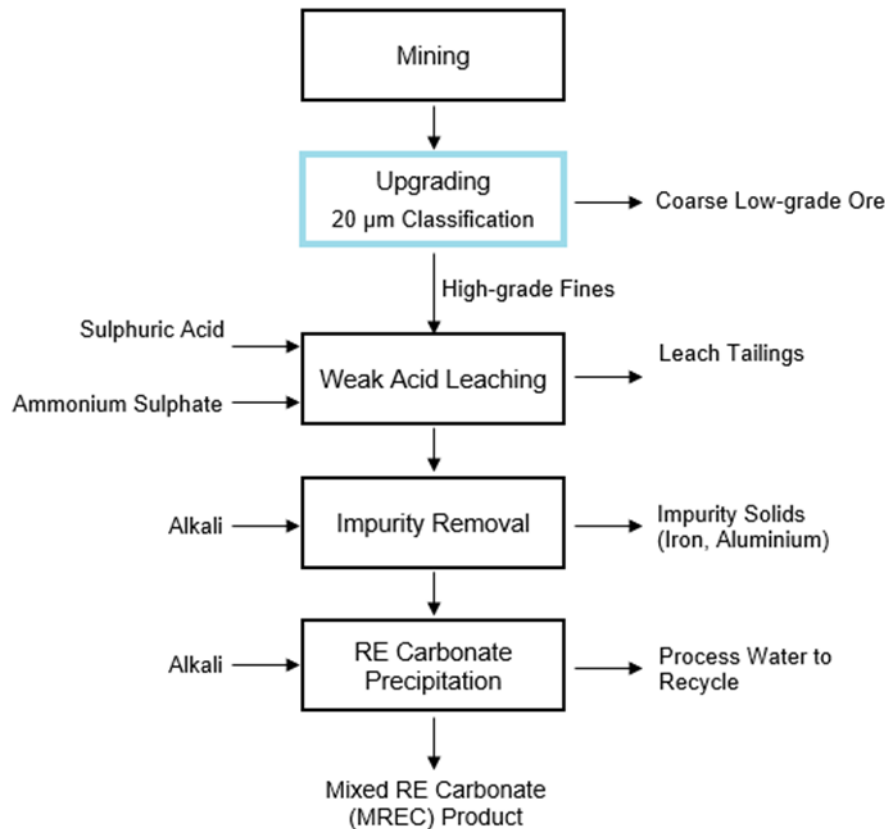 Mining
Upgrading
20 µm Classification
Coarse Low-grade Ore
High-grade Fines
Sulphuric Acid
Ammonium Sulphate
Weak Acid Leaching
Leach Tailings
Alkali
Impurity Removal
Impurity Solids
(Iron, Aluminium)
Alkali
RE Carbonate
Precipitation
Process Water to
Recycle
Mixed RE Carbonate
(MREC) Product